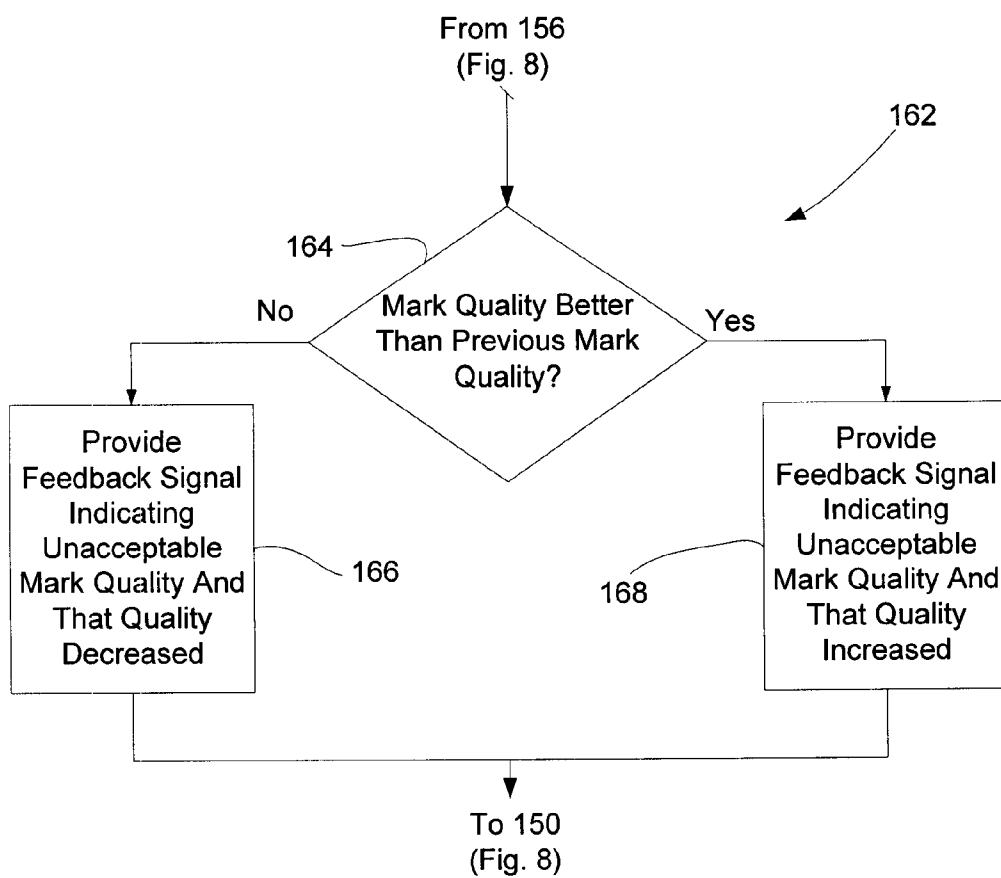 From 156
(Fig. 8)
162
164
Mark Quality Better
Than Previous Mark
Quality?
No
Yes
Provide
Feedback Signal
Indicating
Unacceptable
Mark Quality And
That Quality
Decreased
166
Provide
Feedback Signal
Indicating
Unacceptable
Mark Quality And
That Quality
Increased
168
To 150
(Fig. 8)